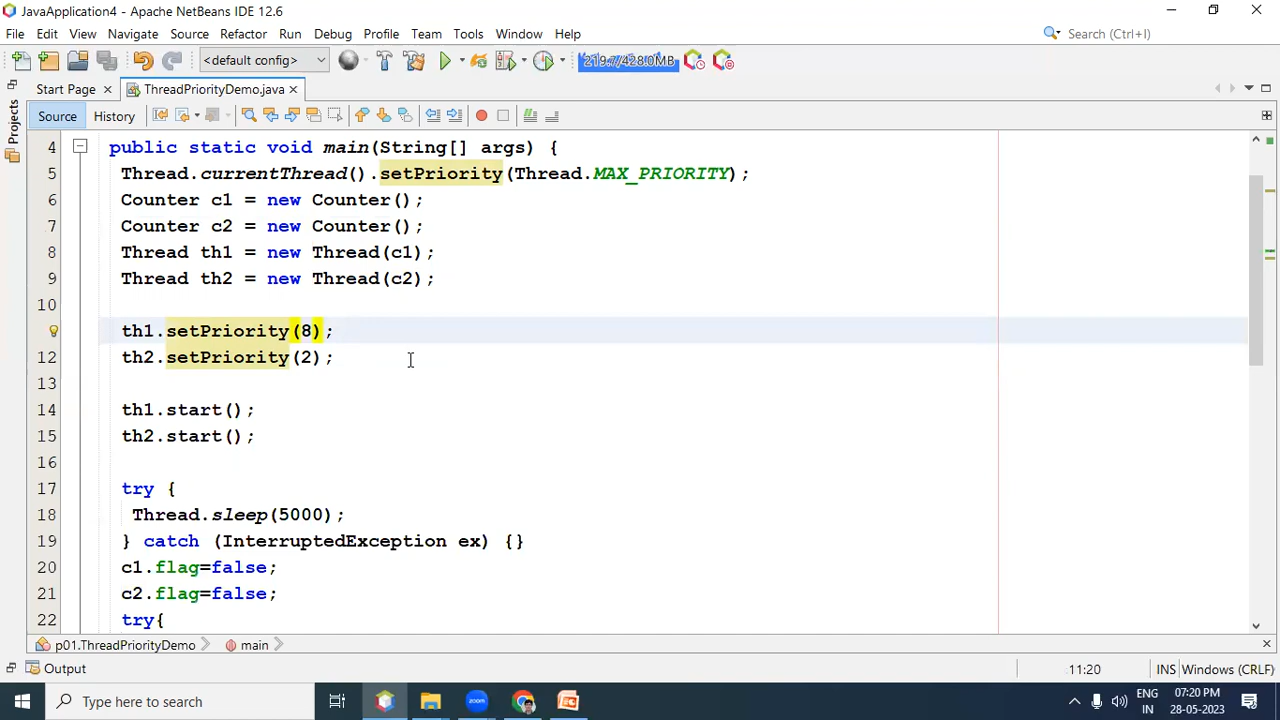 JavaApplication4 - Apache NetBeans IDE 12.6
File Edit View Navigate Source Refactor Run Debug Profile Team Tools Window Help
Search (Ctrl+I)
<default config>
219.7/428.0MB
Start Page
ThreadPriorityDemo.java
Projects
Source History
4 public static void main(String[] args) {
5 Thread.currentThread().setPriority(Thread.MAX_PRIORITY);
6 Counter c1 = new Counter();
7 Counter c2 = new Counter();
8 Thread th1 = new Thread(c1);
9 Thread th2 = new Thread(c2);
10
th1.setPriority(8);
12 th2.setPriority(2);
13
14 th1.start();
15 th2.start();
16
17 try {
18 Thread.sleep(5000);
19 } catch (InterruptedException ex) {}
20 c1.flag=false;
21 c2.flag=false;
22 try{
p01.ThreadPriorityDemo main
Output
11:20 INS Windows (CRLF)
Type here to search
zoom
ENG
IN
07:20 PM
28-05-2023